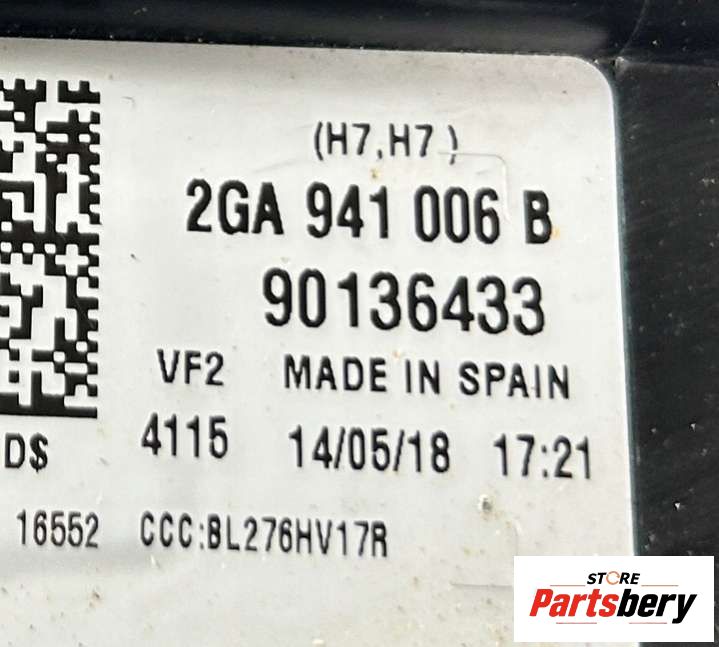 (H7,H7)
2GA 941 006 B
90136433
VF2 MADE IN SPAIN
D$ 4115 14/05/18 17:21
16552 CCC:BL276HV17R
STORE
Partsbery